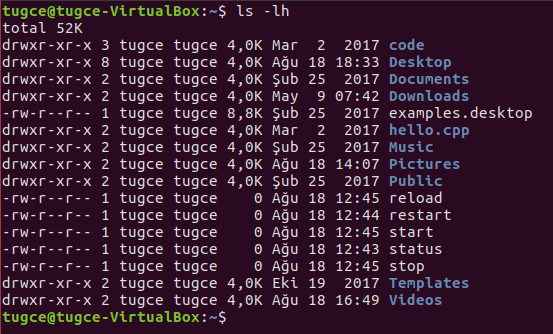 tugce@tugce-VirtualBox:~$ ls -lh
total 52K
drwxr-xr-x 3 tugce tugce 4,0K Mar  2  2017 code
drwxr-xr-x 8 tugce tugce 4,0K Ağu 18 18:33 Desktop
drwxr-xr-x 2 tugce tugce 4,0K Şub 25  2017 Documents
drwxr-xr-x 2 tugce tugce 4,0K May  9 07:42 Downloads
-rw-r--r-- 1 tugce tugce 8,8K Şub 25  2017 examples.desktop
drwxr-xr-x 2 tugce tugce 4,0K Mar  2  2017 hello.cpp
drwxr-xr-x 2 tugce tugce 4,0K Şub 25  2017 Music
drwxr-xr-x 2 tugce tugce 4,0K Ağu 18 14:07 Pictures
drwxr-xr-x 2 tugce tugce 4,0K Şub 25  2017 Public
-rw-r--r-- 1 tugce tugce    0 Ağu 18 12:45 reload
-rw-r--r-- 1 tugce tugce    0 Ağu 18 12:44 restart
-rw-r--r-- 1 tugce tugce    0 Ağu 18 12:45 start
-rw-r--r-- 1 tugce tugce    0 Ağu 18 12:43 status
-rw-r--r-- 1 tugce tugce    0 Ağu 18 12:45 stop
drwxr-xr-x 2 tugce tugce 4,0K Eki 19  2017 Templates
drwxr-xr-x 2 tugce tugce 4,0K Ağu 18 16:49 Videos
tugce@tugce-VirtualBox:~$